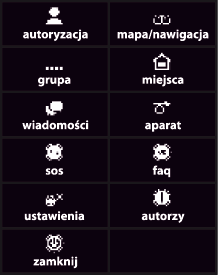 autoryzacja
mapa/nawigacja
grupa
miejsca
wiadomości
aparat
sos
faq
ustawienia
autorzy
zamknij